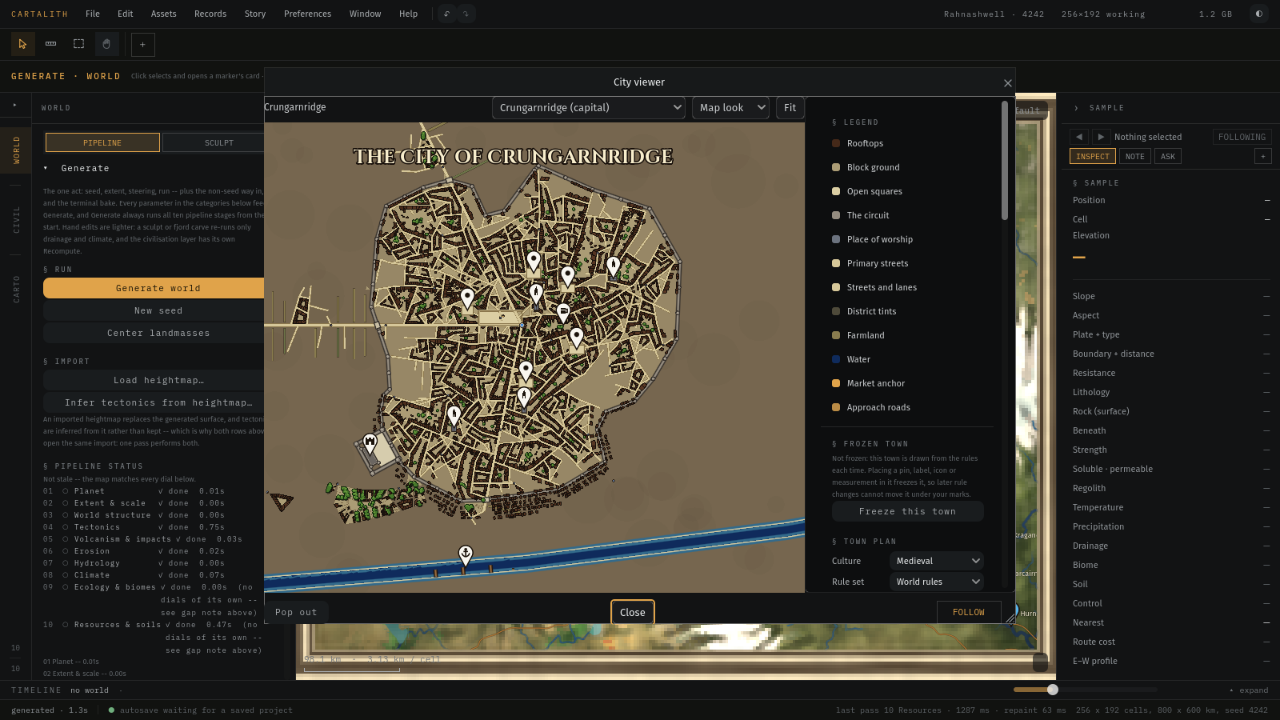 CARTALITH File Edit Assets Records Story Preferences Window Help
Rahnashwell · 4242 256×192 working 1.2 GB
+
GENERATE · WORLD Click selects and opens a marker's card
WORLD
CIVIL
CARTO
10
10
WORLD
PIPELINE SCULPT
Generate
The one act: seed, extent, steering, run — plus the non-seed way in,
and the terminal bake. Every parameter in the categories below
Generate, and Generate always runs all ten pipeline stages from the
start. Hand edits are lighter: a sculpt or fjord carve re-runs only
drainage and climate, and the civilisation layer has its own
Recompute.
§ RUN
Generate world
New seed
Center landmasses
§ IMPORT
Load heightmap…
Infer tectonics from heightmap…
An imported heightmap replaces the generated surface, and
are inferred from it rather than kept — which is why both rows
open the same import: one pass performs both.
§ PIPELINE STATUS
Not stale — the map matches every dial below.
01 Planet √ done 0.01s
02 Extent & scale √ done 0.00s
03 World structure √ done 0.00s
04 Tectonics √ done 0.75s
05 Volcanism & impacts √ done 0.03s
06 Erosion √ done 0.02s
07 Hydrology √ done 0.00s
08 Climate √ done 0.07s
09 Ecology & biomes √ done 0.00s (no
dials of its own --
see gap note above)
10 Resources & soils √ done 0.47s (no
dials of its own --
see gap note above)
01 Planet — 0.01s
02 Extent & scale — 0.00s
City viewer
×
Crungarnridge Crungarnridge (capital) Map look Fit
THE CITY OF CRUNGARNRIDGE
§ LEGEND
Rooftops
Block ground
Open squares
The circuit
Place of worship
Primary streets
Streets and lanes
District tints
Farmland
Water
Market anchor
Approach roads
§ FROZEN TOWN
Not frozen: this town is drawn from the rules
each time. Placing a pin, label, icon or
measurement in it freezes it, so later rule
changes cannot move it under your marks.
Freeze this town
§ TOWN PLAN
Culture Medieval
Rule set World rules
Pop out Close FOLLOW
Hurn
SAMPLE
Nothing selected FOLLOWING
INSPECT NOTE ASK +
§ SAMPLE
Position —
Cell —
Elevation
—
Slope —
Aspect —
Plate + type —
Boundary + distance —
Resistance —
Lithology —
Rock (surface) —
Beneath —
Strength —
Soluble · permeable —
Regolith —
Temperature —
Precipitation —
Drainage —
Biome —
Soil —
Control —
Nearest —
Route cost —
E–W profile —
TIMELINE no world ·
expand
generated · 1.3s autosave waiting for a saved project
last pass 10 Resources · 1287 ms · repaint 63 ms 256 x 192 cells, 800 x 600 km, seed 4242